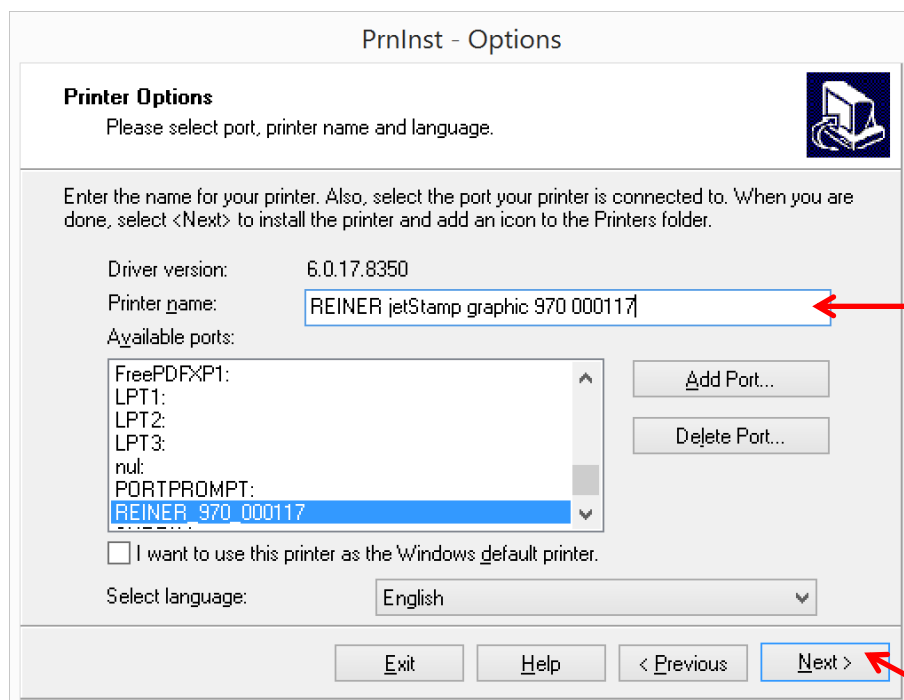 PrnInst - Options
Printer Options
Please select port, printer name and language.
Enter the name for your printer. Also, select the port your printer is connected to. When you are
done, select <Next> to install the printer and add an icon to the Printers folder.
Driver version: 6.0.17.8350
Printer name: REINER jetStamp graphic 970 000117
Available ports:
FreePDFXP1:
LPT1:
LPT2:
LPT3:
nul:
PORTPROMPT:
REINER_970_000117
Add Port...
Delete Port...
I want to use this printer as the Windows default printer.
Select language: English
Exit Help < Previous Next >